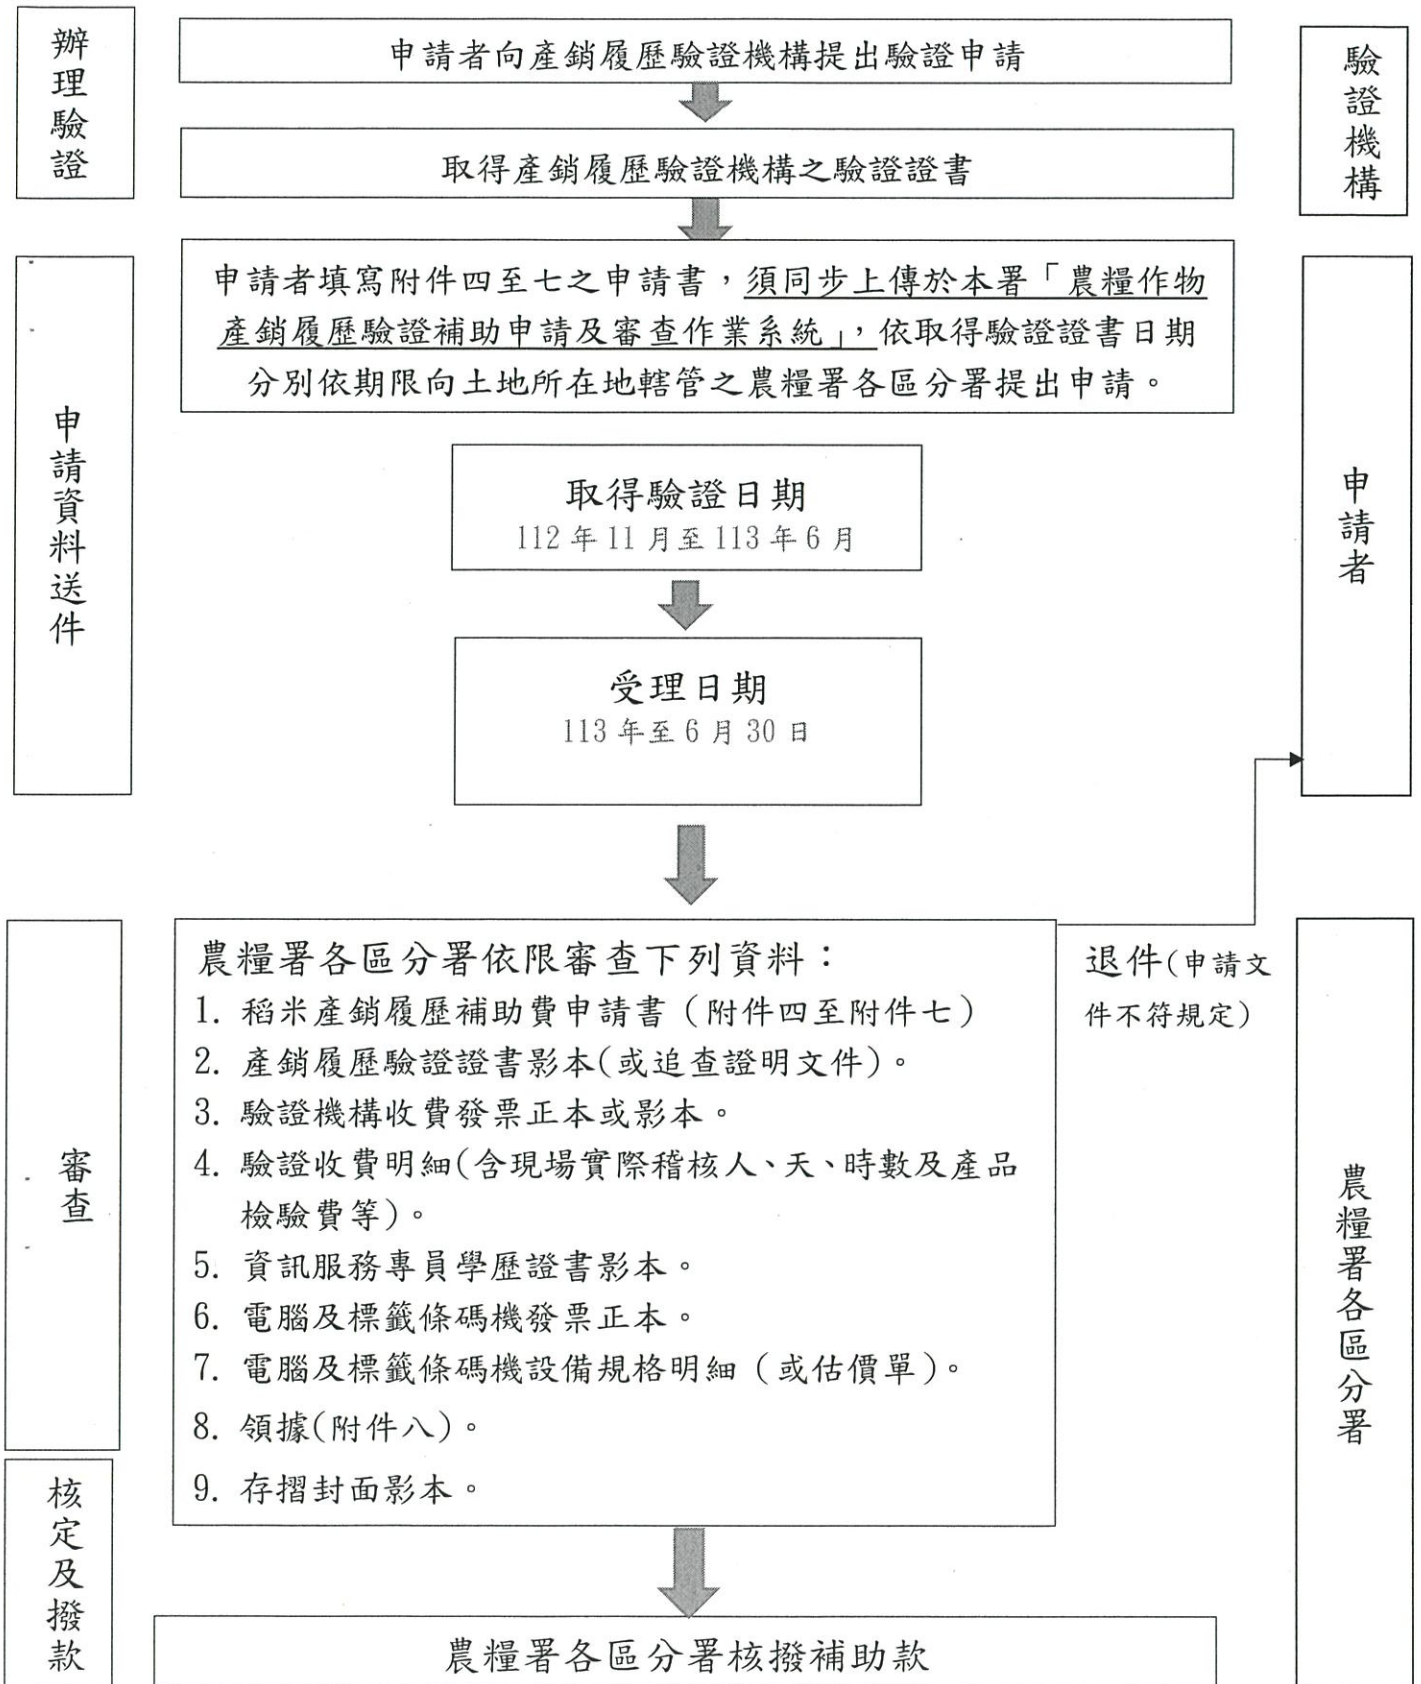 辦理驗證
申請者向產銷履歷驗證機構提出驗證申請
驗證機構
取得產銷履歷驗證機構之驗證證書
申請資料送件
申請者填寫附件四至七之申請書，須同步上傳於本署「農糧作物
產銷履歷驗證補助申請及審查作業系統」，依取得驗證證書日期
分別依期限向土地所在地轄管之農糧署各區分署提出申請。
申請者
取得驗證日期
112 年 11 月至 113 年 6 月
受理日期
113 年至 6 月 30 日
審查
農糧署各區分署依限審查下列資料：
1. 稻米產銷履歷補助費申請書（附件四至附件七）
2. 產銷履歷驗證證書影本(或追查證明文件)。
3. 驗證機構收費發票正本或影本。
4. 驗證收費明細(含現場實際稽核人、天、時數及產品
檢驗費等)。
5. 資訊服務專員學歷證書影本。
6. 電腦及標籤條碼機發票正本。
7. 電腦及標籤條碼機設備規格明細（或估價單）。
8. 領據(附件八)。
9. 存摺封面影本。
退件(申請文
件不符規定)
農糧署各區分署
核定及撥款
農糧署各區分署核撥補助款